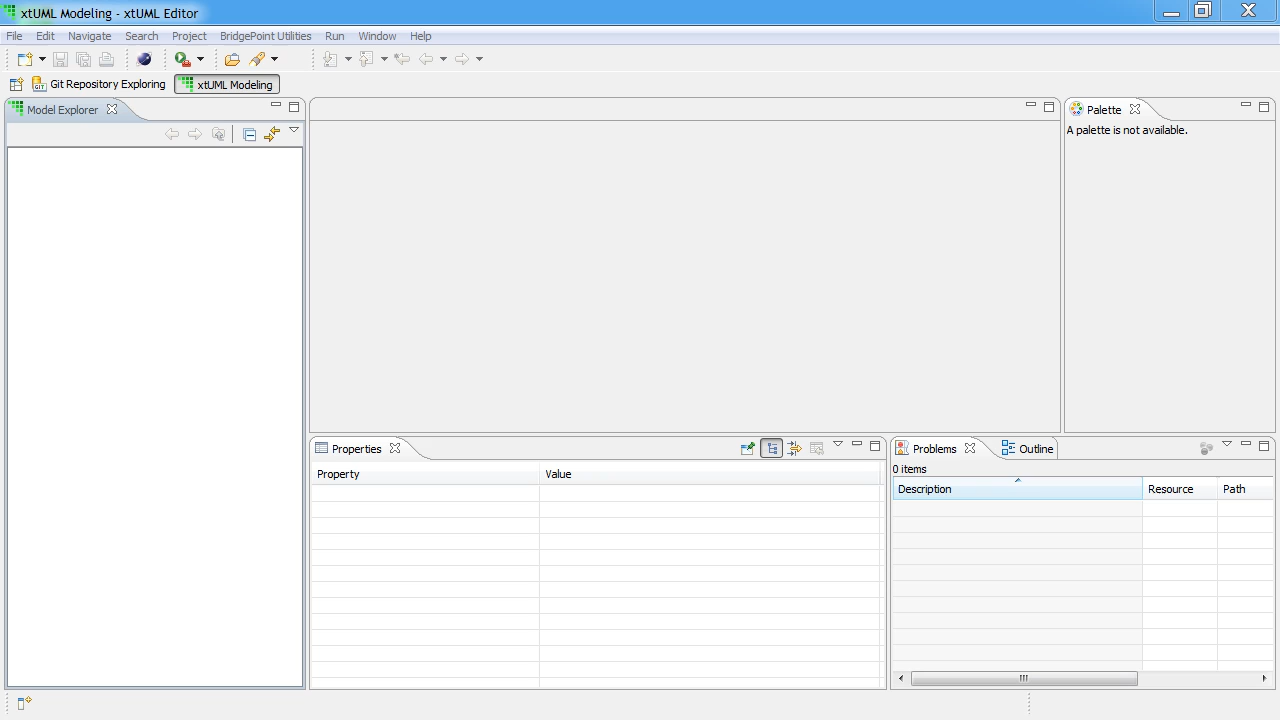 xtUML Modeling - xtUML Editor
File Edit Navigate Search Project BridgePoint Utilities Run Window Help
Git Repository Exploring xtUML Modeling
Model Explorer
Palette
A palette is not available.
Properties
Property Value
Problems Outline
0 items
Description Resource Path